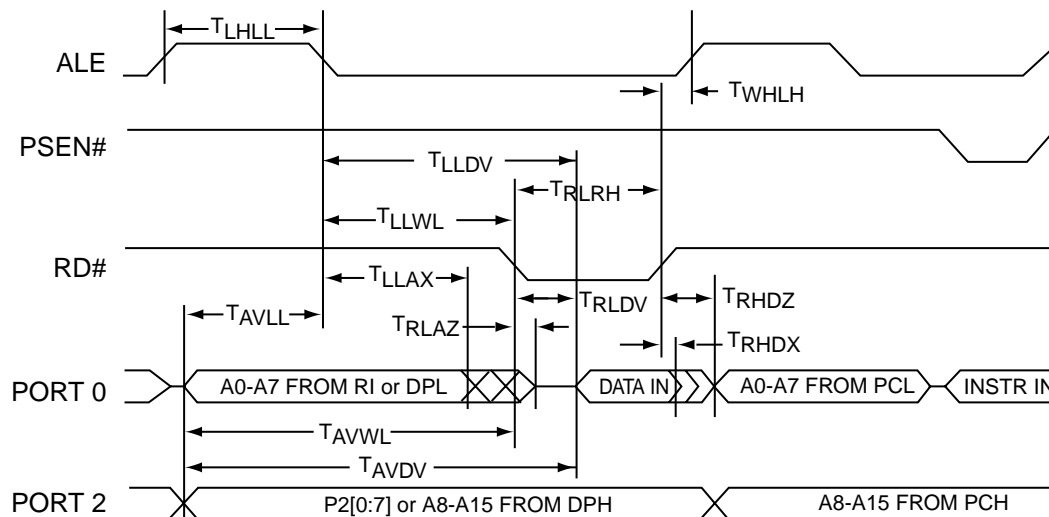 TLHLL
ALE
TWHLH
PSEN#
TLLDV
TRLRH
TLLWL
RD#
TLLAX
TRLDV
TRHDZ
TAVLL
TRLAZ
TRHDX
PORT 0
A0-A7 FROM RI or DPL
DATA IN
A0-A7 FROM PCL
INSTR IN
TAVWL
TAVDV
PORT 2
P2[0:7] or A8-A15 FROM DPH
A8-A15 FROM PCH